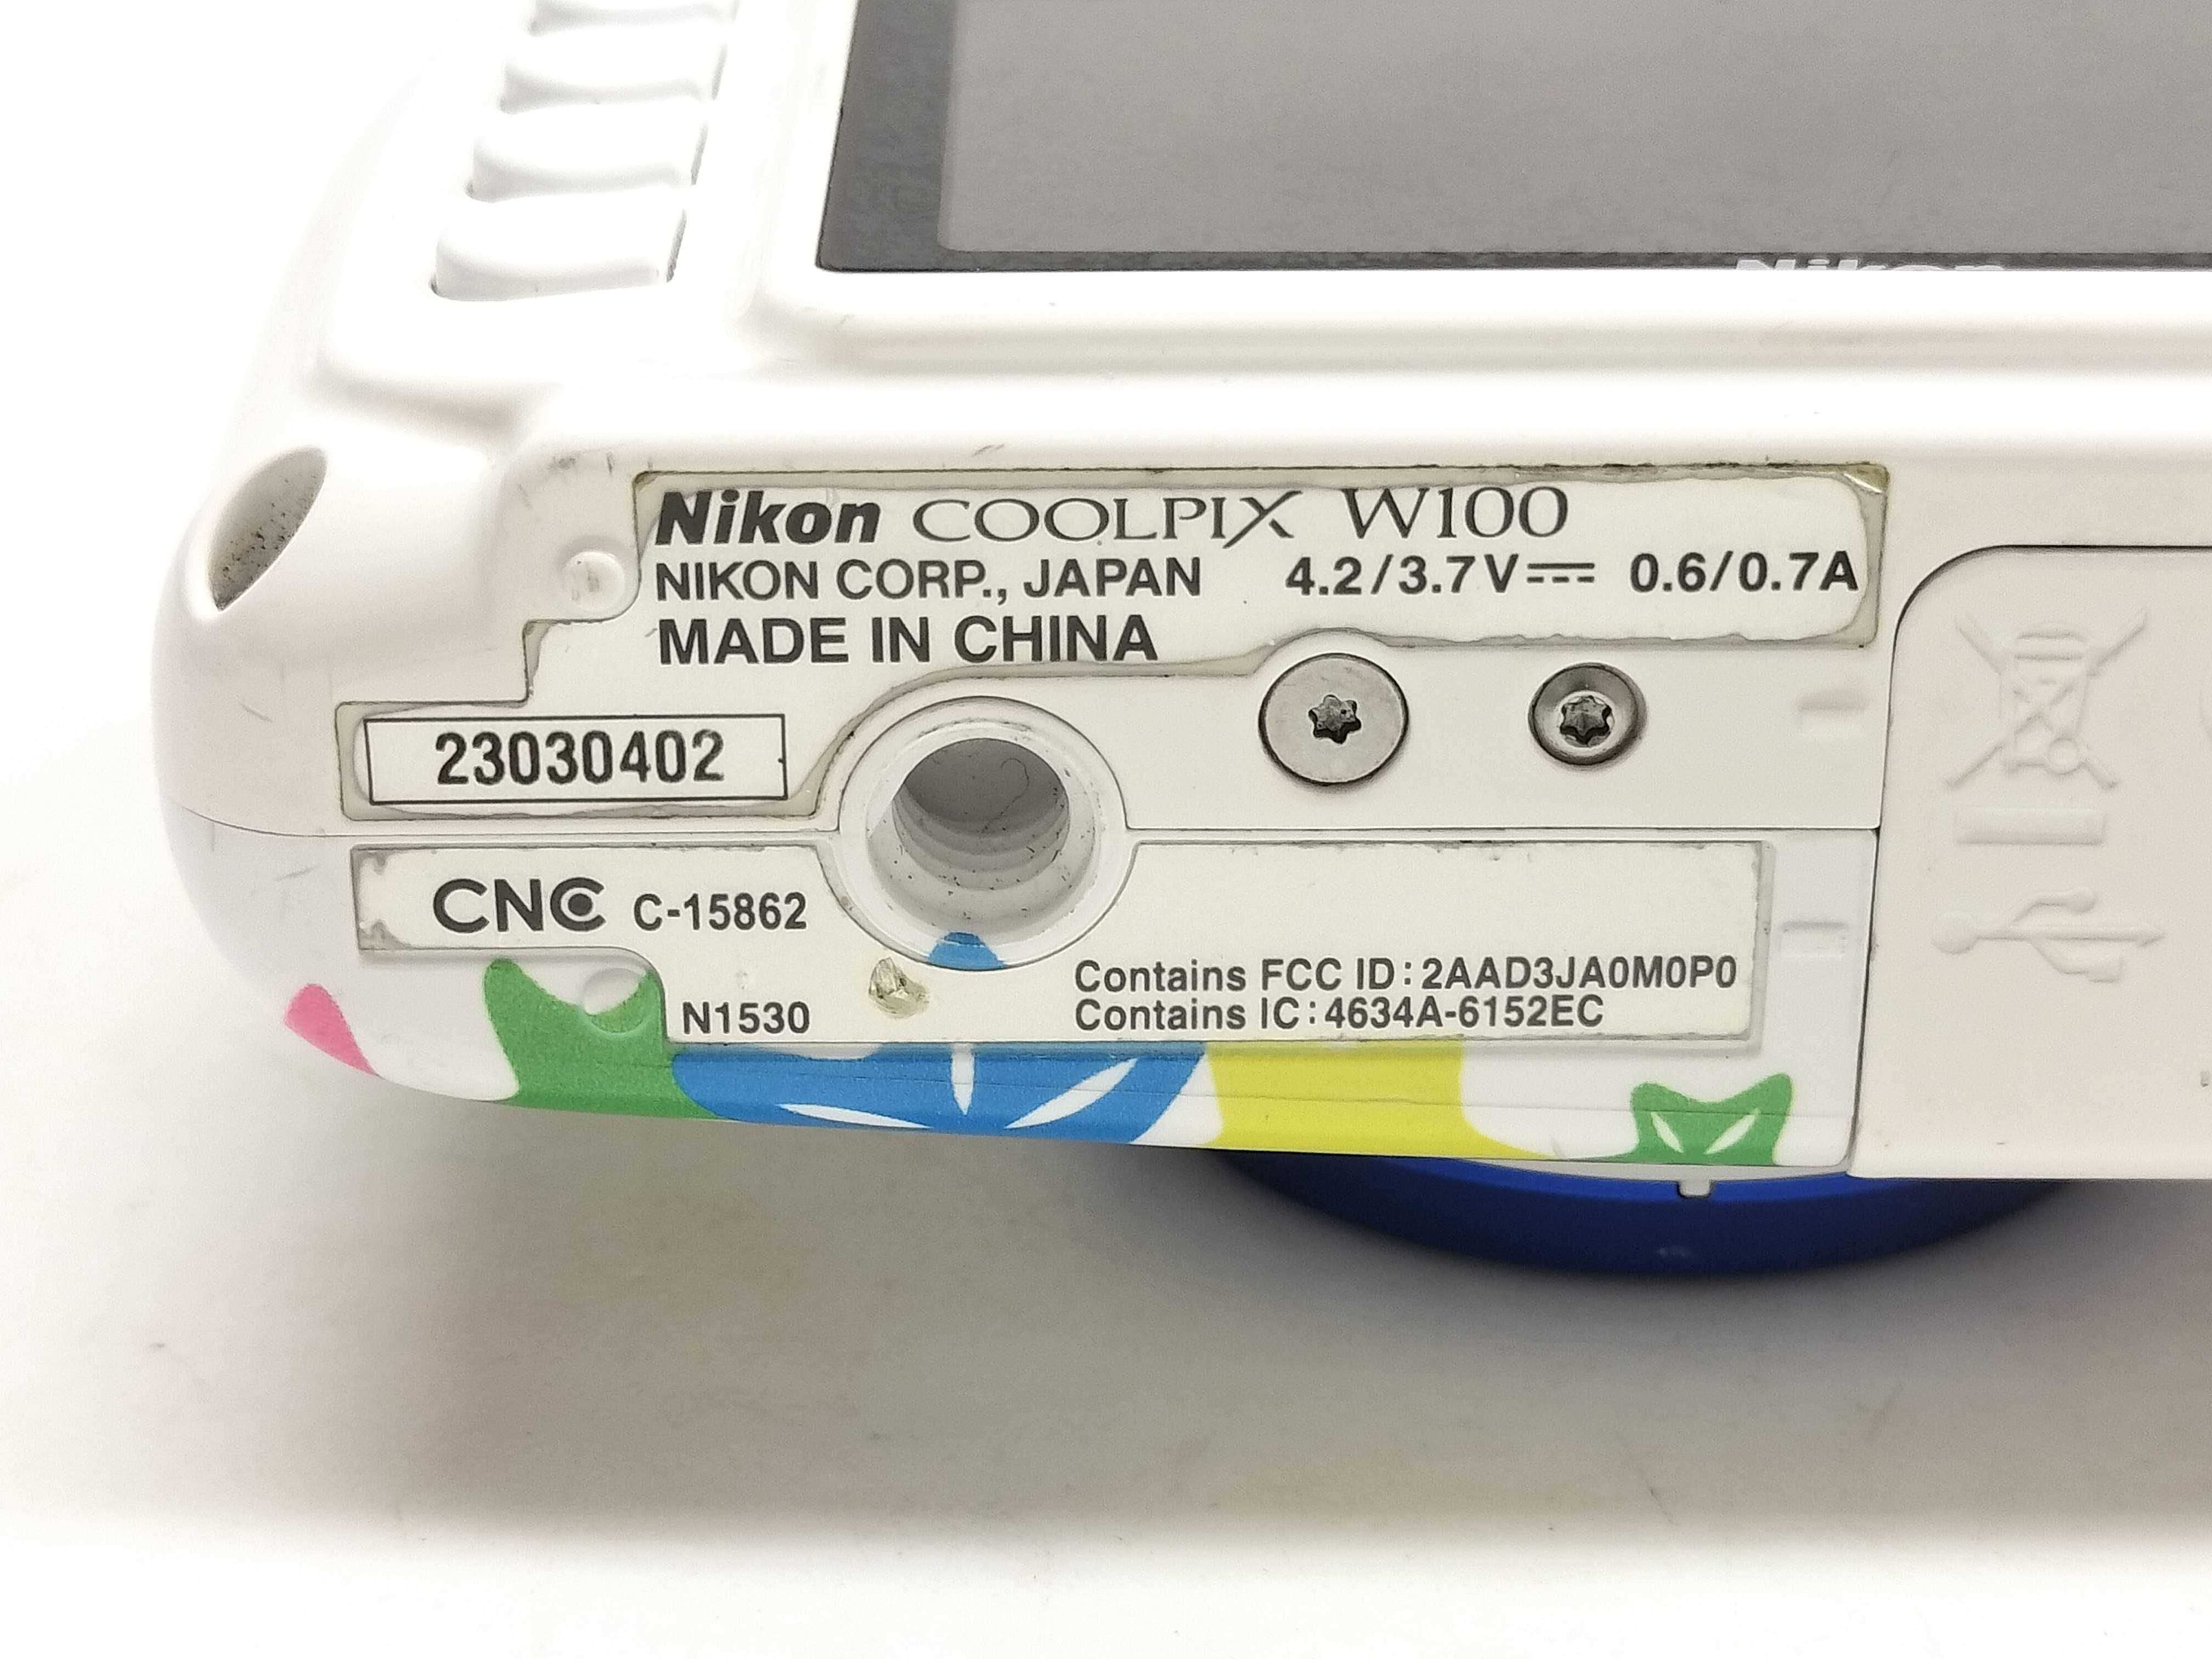 Nikon
Nikon COOLPIX W100
NIKON CORP., JAPAN 4.2/3.7V⎓ 0.6/0.7A
MADE IN CHINA
23030402
CNC C-15862
N1530
Contains FCC ID:2AAD3JA0M0P0
Contains IC:4634A-6152EC